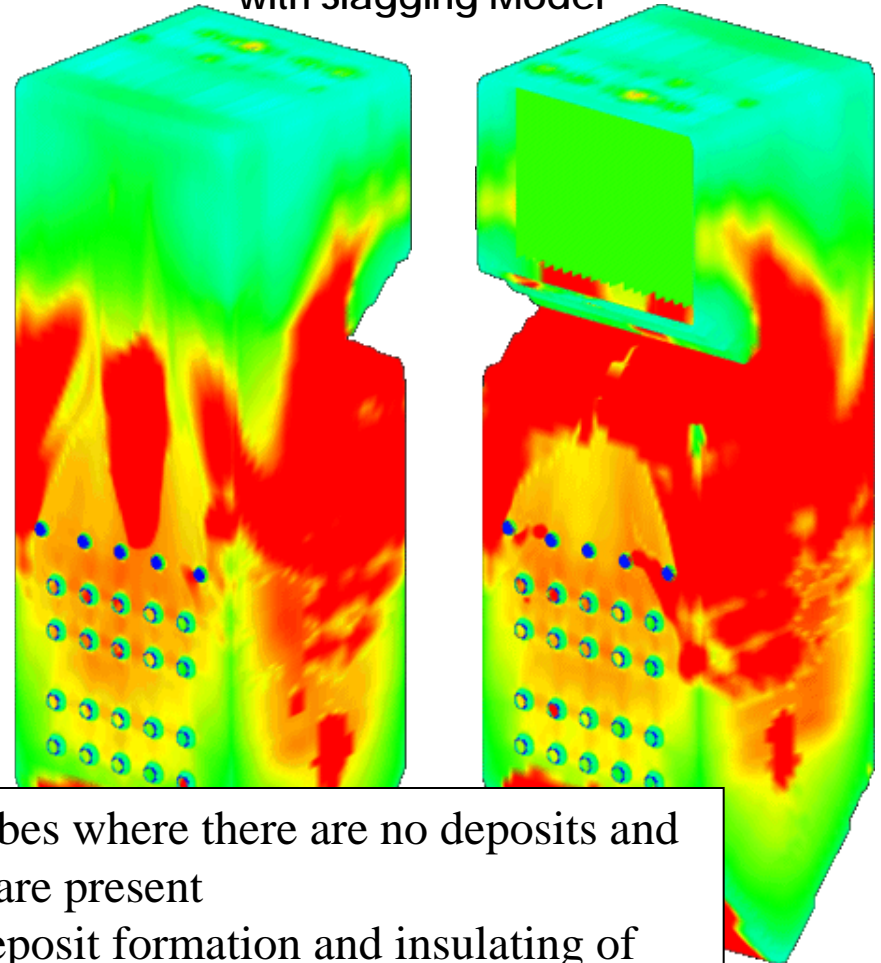 with Slagging Model
bes where there are no deposits and
are present
eposit formation and insulating of